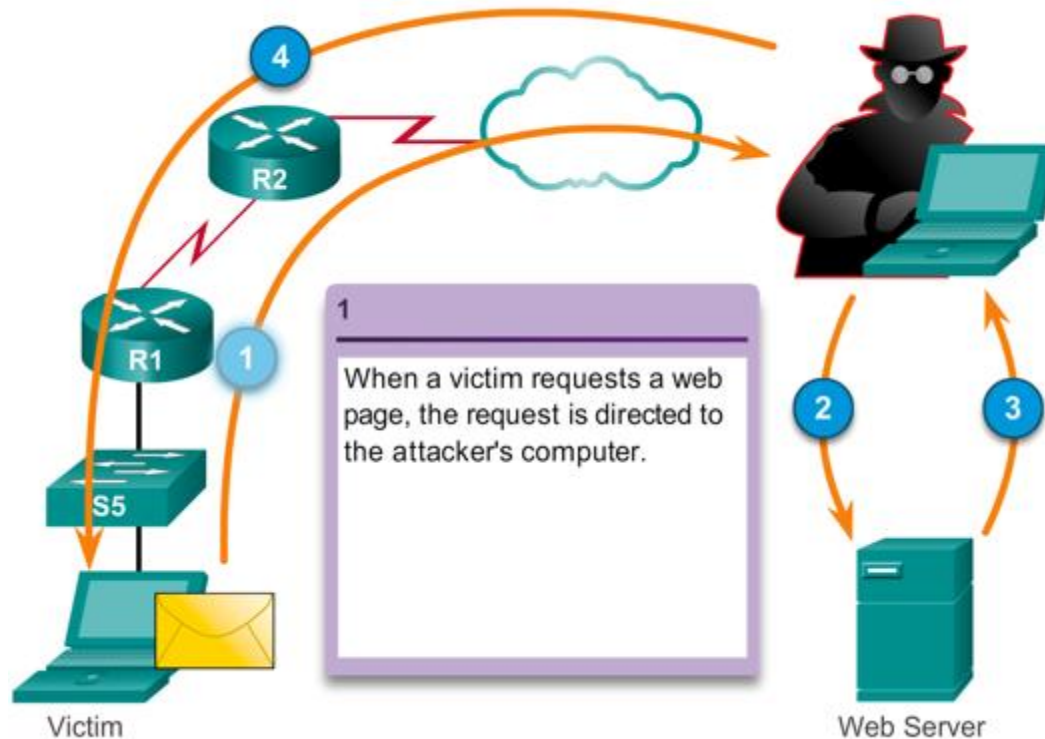 4
R2
R1
1
S5
Victim
1
When a victim requests a web
page, the request is directed to
the attacker's computer.
2
3
Web Server